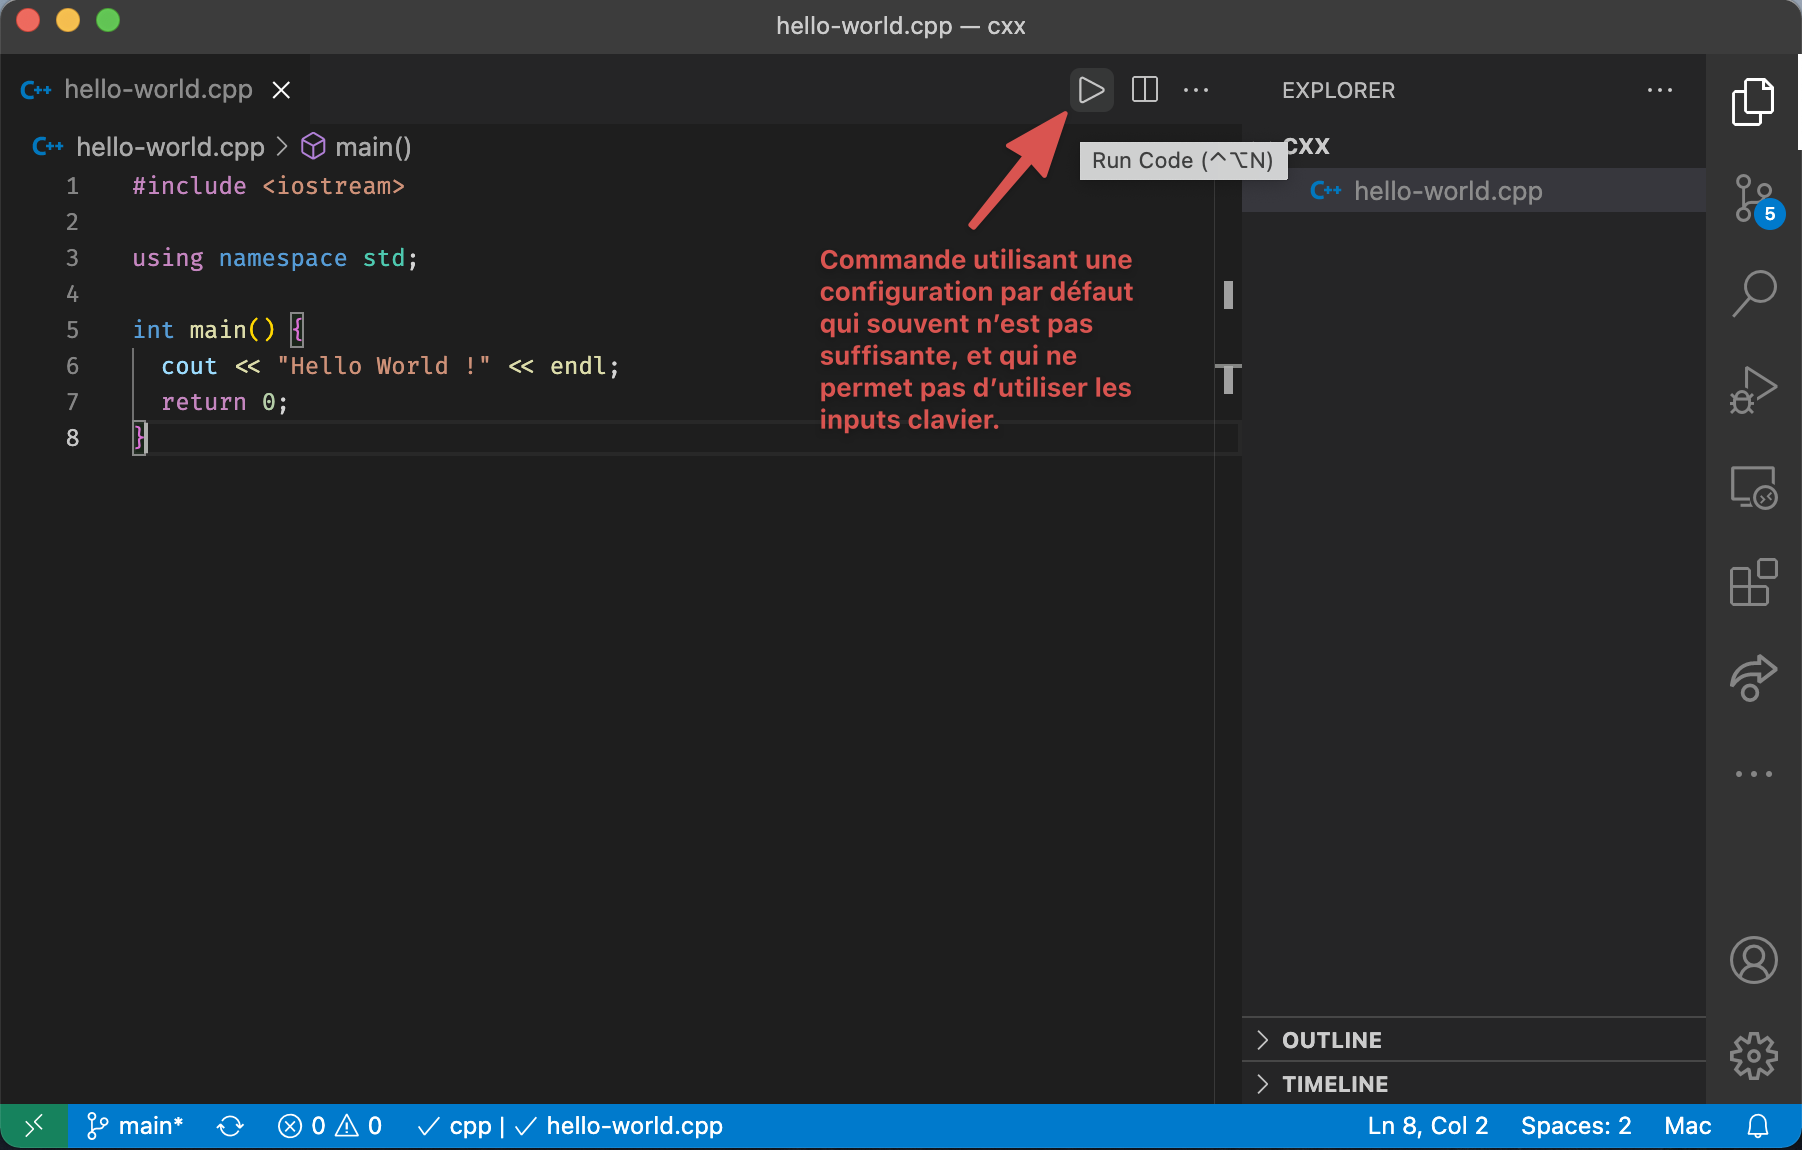 hello-world.cpp — cxx
C++ hello-world.cpp
EXPLORER
C++ hello-world.cpp > main()
Run Code (^⌥N)
CXX
C++ hello-world.cpp
1 #include <iostream>
2
3 using namespace std;
4
5 int main() {
6 cout << "Hello World !" << endl;
7 return 0;
8 }
Commande utilisant une
configuration par défaut
qui souvent n’est pas
suffisante, et qui ne
permet pas d’utiliser les
inputs clavier.
5
OUTLINE
TIMELINE
main* 0 0 ✓ cpp | ✓ hello-world.cpp Ln 8, Col 2 Spaces: 2 Mac